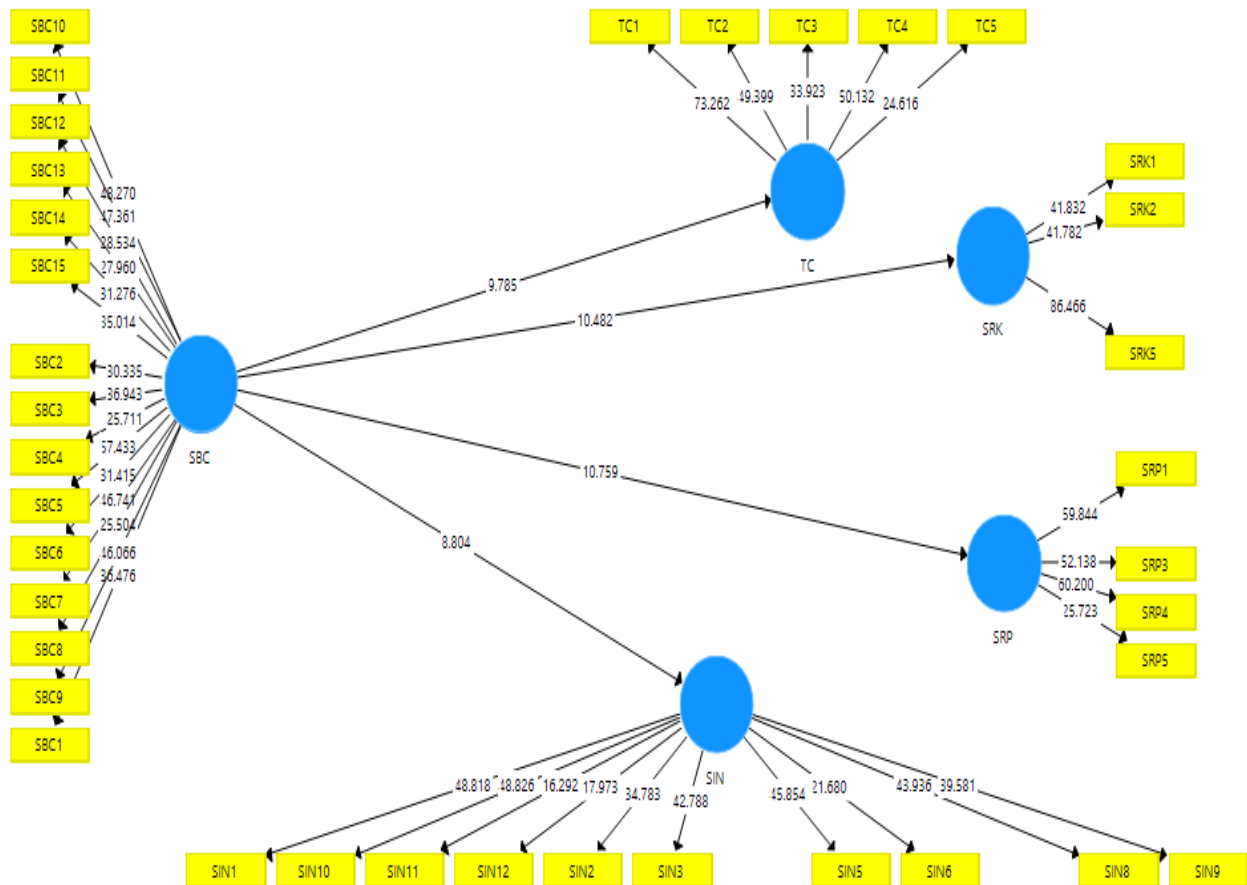 SBC10
SBC11
SBC12
SBC13
SBC14
SBC15
SBC2
SBC3
SBC4
SBC5
SBC6
SBC7
SBC8
SBC9
SBC1
48.270
47.361
28.534
27.960
31.276
35.014
30.335
36.943
25.711
57.433
31.415
46.741
25.504
46.066
36.476
SBC
TC1 TC2 TC3 TC4 TC5
73.262 49.399 33.923 50.132 24.616
TC
9.785
10.482
10.759
8.804
SRK1
SRK2
SRK5
41.832
41.782
86.466
SRK
SRP1
SRP3
SRP4
SRP5
59.844
52.138
60.200
25.723
SRP
SIN
48.818 48.826 16.292 17.973 34.783 42.788 45.854 21.680 43.936 39.581
SIN1 SIN10 SIN11 SIN12 SIN2 SIN3 SIN5 SIN6 SIN8 SIN9